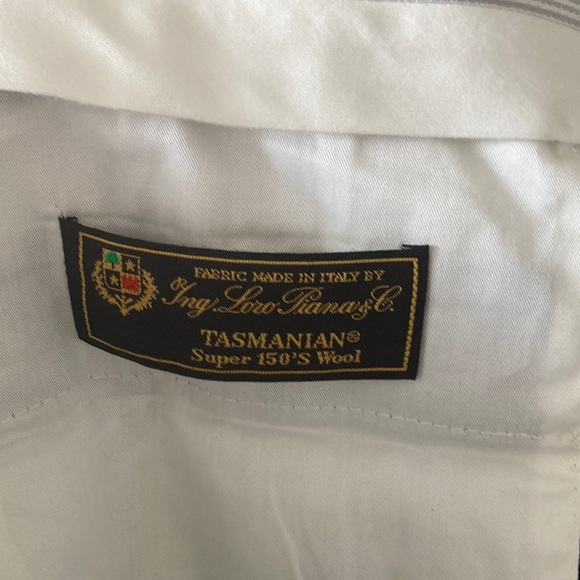 FABRIC MADE IN ITALY BY
Ing. Loro Piana & C.
TASMANIAN®
Super 150'S Wool